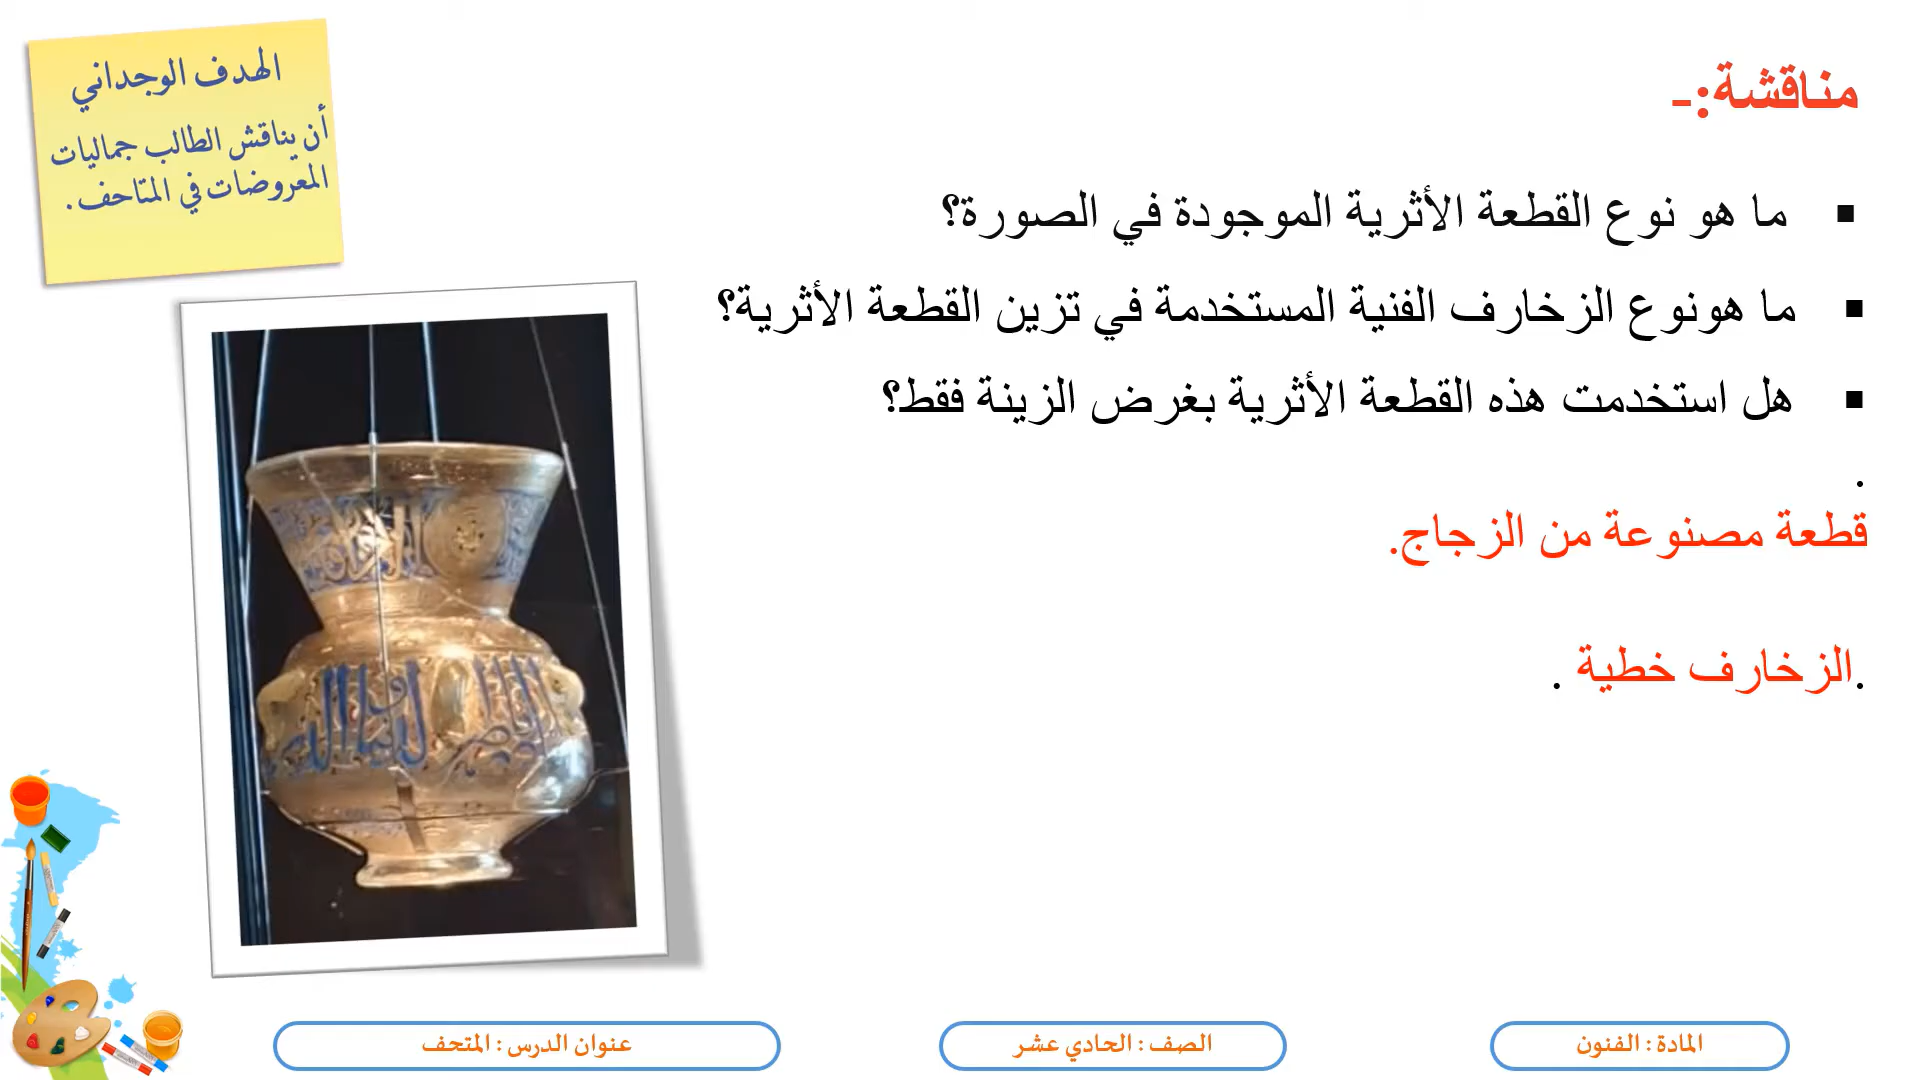 الهدف الوجداني
أن يناقش الطالب جماليات
المعروضات في المتاحف .
مناقشة:-
▪ ما هو نوع القطعة الأثرية الموجودة في الصورة؟
▪ ما هونوع الزخارف الفنية المستخدمة في تزين القطعة الأثرية؟
▪ هل استخدمت هذه القطعة الأثرية بغرض الزينة فقط؟
.
قطعة مصنوعة من الزجاج.
.الزخارف خطية .
المادة : الفنون
الصف : الحادي عشر
عنوان الدرس : المتحف